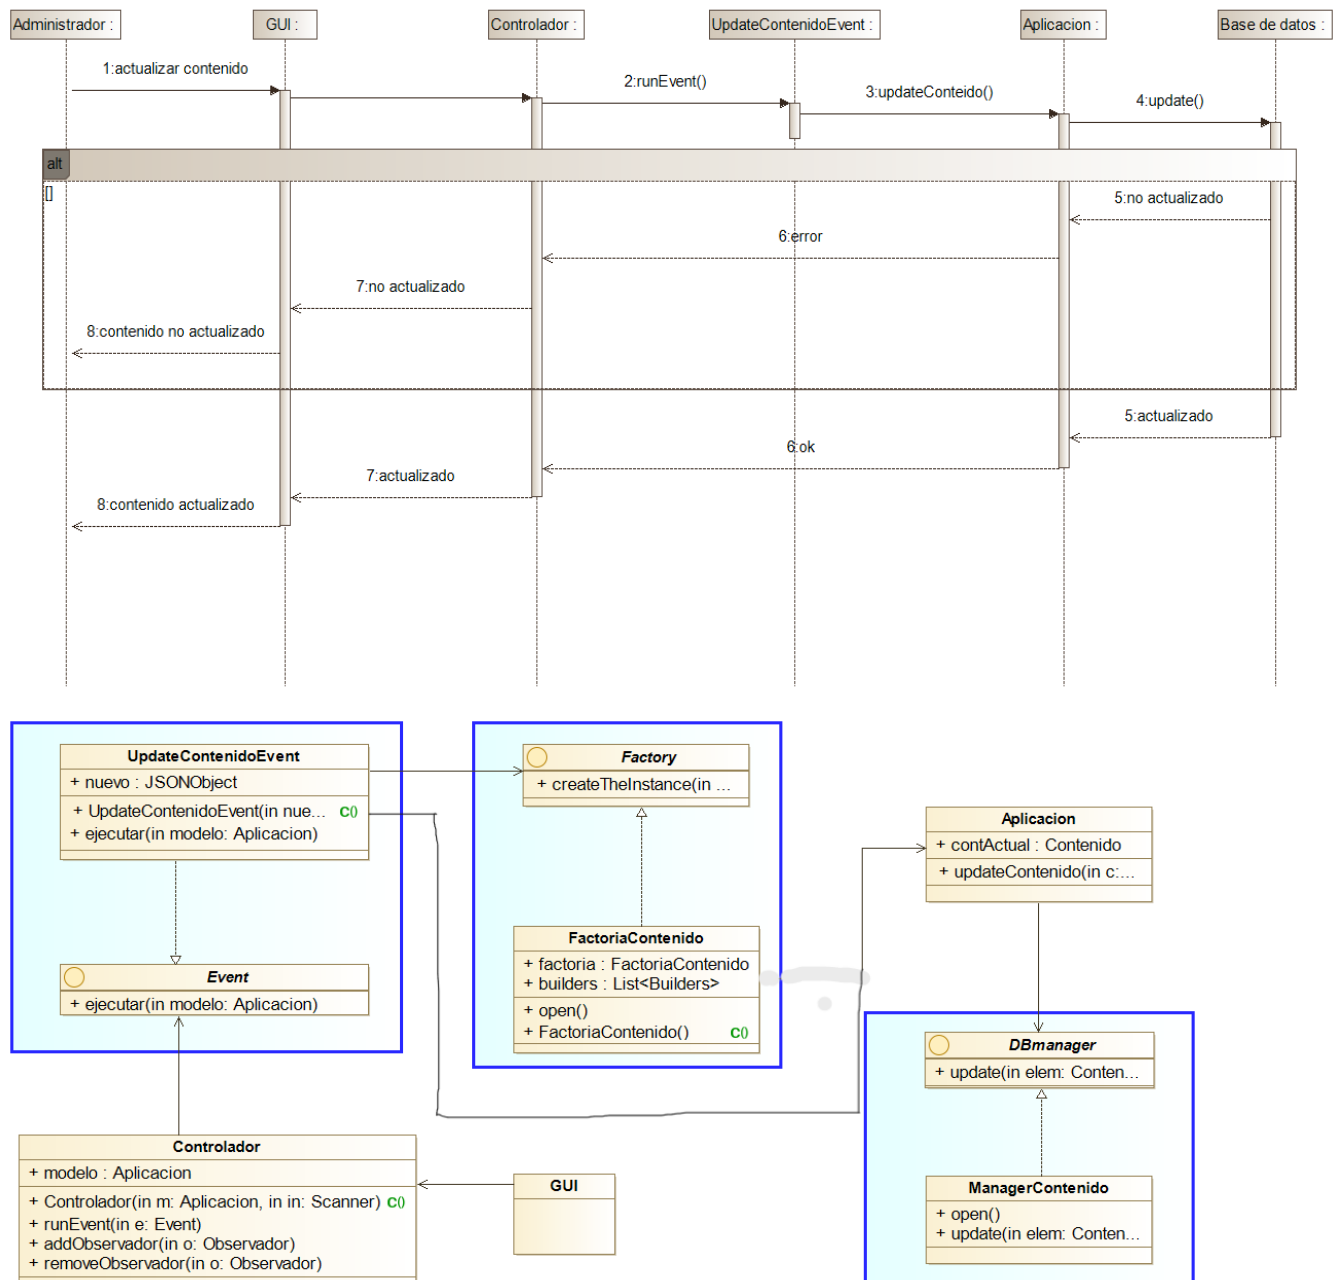 Administrador :
GUI :
Controlador :
UpdateContenidoEvent :
Aplicacion :
Base de datos :
1:actualizar contenido
2:runEvent()
3:updateConteido()
4:update()
alt
[]
5:no actualizado
6:error
7:no actualizado
8:contenido no actualizado
5:actualizado
6:ok
7:actualizado
8:contenido actualizado
UpdateContenidoEvent
+ nuevo : JSONObject
+ UpdateContenidoEvent(in nue... C()
+ ejecutar(in modelo: Aplicacion)
Event
+ ejecutar(in modelo: Aplicacion)
Factory
+ createTheInstance(in ...
FactoriaContenido
+ factoria : FactoriaContenido
+ builders : List<Builders>
+ open()
+ FactoriaContenido() C()
Aplicacion
+ contActual : Contenido
+ updateContenido(in c:...
DBmanager
+ update(in elem: Conten...
ManagerContenido
+ open()
+ update(in elem: Conten...
Controlador
+ modelo : Aplicacion
+ Controlador(in m: Aplicacion, in in: Scanner) C()
+ runEvent(in e: Event)
+ addObservador(in o: Observador)
+ removeObservador(in o: Observador)
GUI